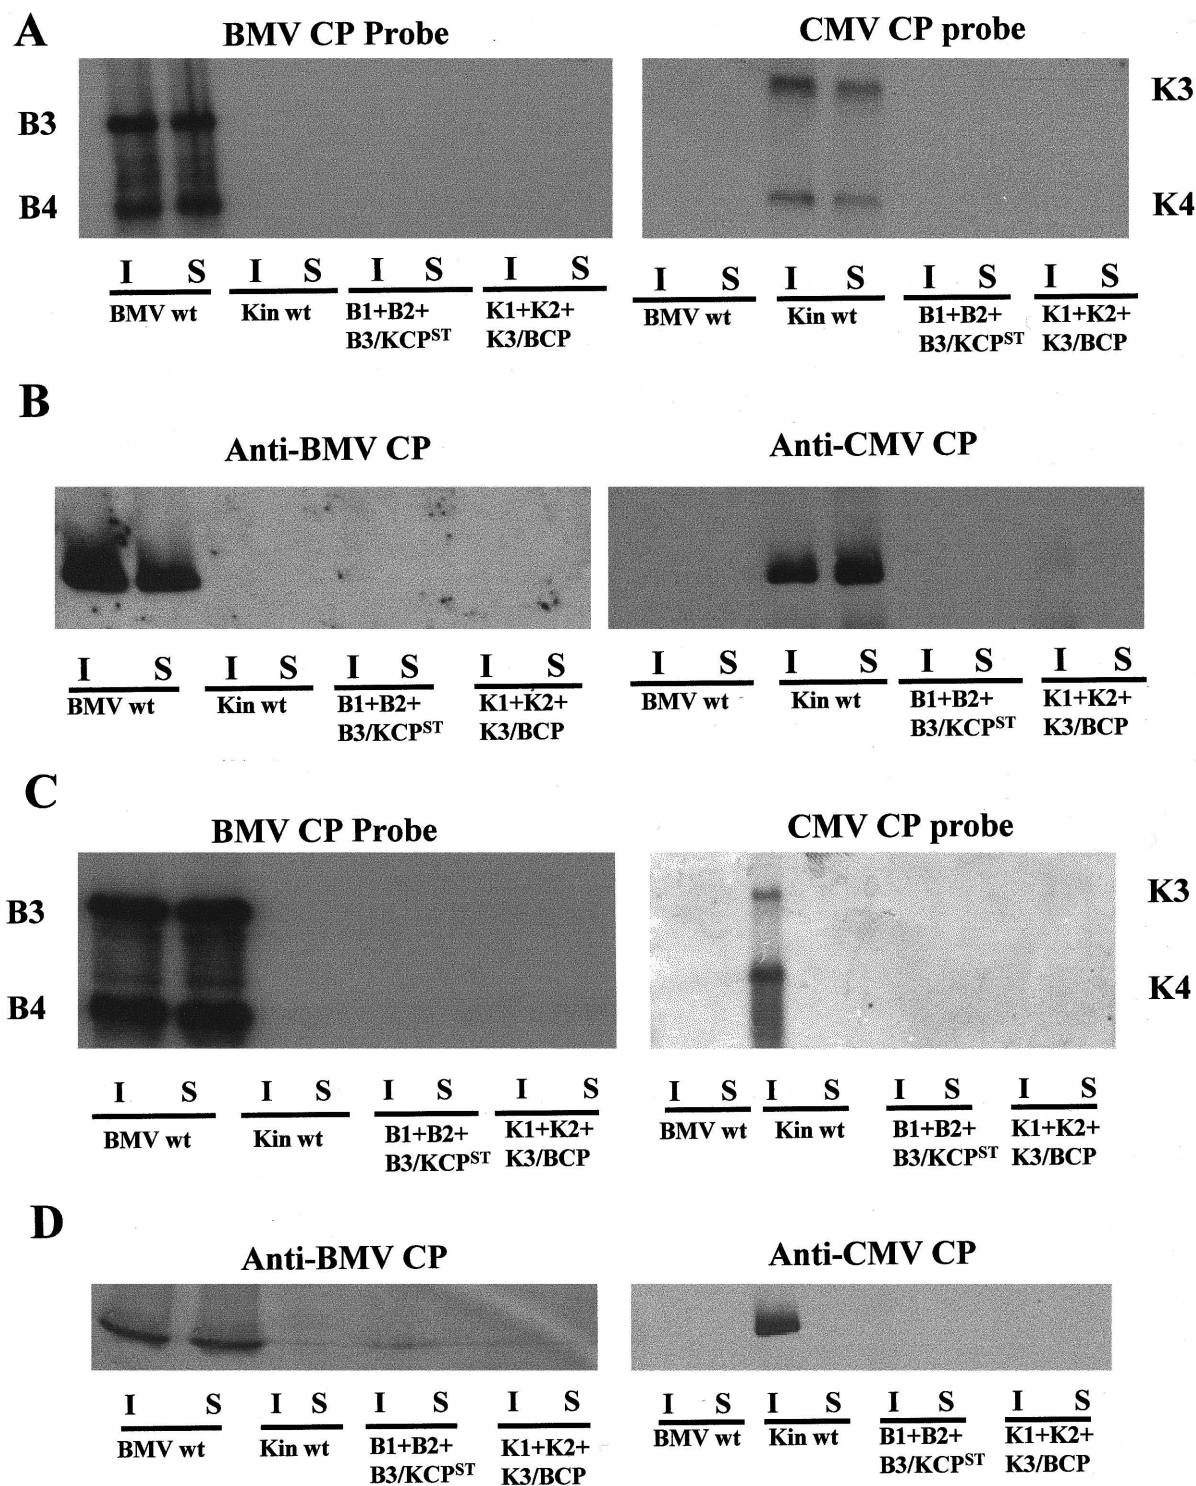 A
BMV CP Probe
CMV CP probe
B3
B4
K3
K4
I S I S I S I S
BMV wt
Kin wt
B1+B2+
B3/KCPST
K1+K2+
K3/BCP
I S I S I S I S
BMV wt
Kin wt
B1+B2+
B3/KCPST
K1+K2+
K3/BCP
B
Anti-BMV CP
Anti-CMV CP
I S I S I S I S
BMV wt
Kin wt
B1+B2+
B3/KCPST
K1+K2+
K3/BCP
I S I S I S I S
BMV wt
Kin wt
B1+B2+
B3/KCPST
K1+K2+
K3/BCP
C
BMV CP Probe
CMV CP probe
B3
B4
K3
K4
I S I S I S I S
BMV wt
Kin wt
B1+B2+
B3/KCPST
K1+K2+
K3/BCP
I S I S I S I S
BMV wt
Kin wt
B1+B2+
B3/KCPST
K1+K2+
K3/BCP
D
Anti-BMV CP
Anti-CMV CP
I S I S I S I S
BMV wt
Kin wt
B1+B2+
B3/KCPST
K1+K2+
K3/BCP
I S I S I S I S
BMV wt
Kin wt
B1+B2+
B3/KCPST
K1+K2+
K3/BCP